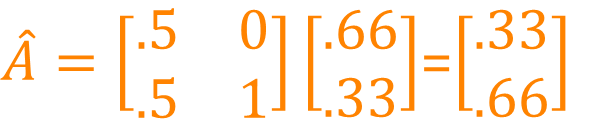 Â = [.5 0] [.66] = [.33]
[.5 1] [.33] [.66]